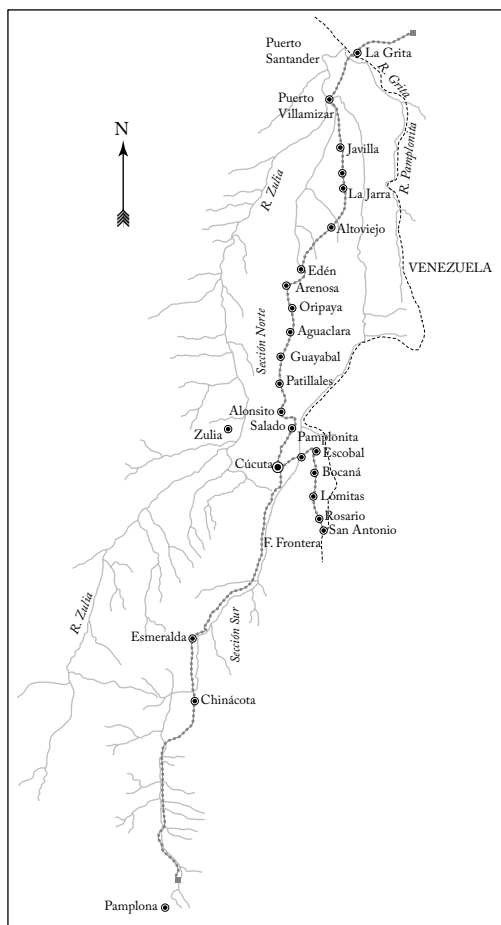 Puerto
Santander
La Grita
R. Grita
Puerto
Villamizar
N
R. Pamplonita
Javilla
R. Zulia
La Jarra
Altoviejo
VENEZUELA
Edén
Arenosa
Oripaya
Sección Norte
Aguaclara
Guayabal
Patillales
Alonsito
Salado
Zulia
Pamplonita
Escobal
Cúcuta
Bocaná
Lomitas
Rosario
San Antonio
F. Frontera
R. Zulia
Esmeralda
Sección Sur
Chinácota
Pamplona